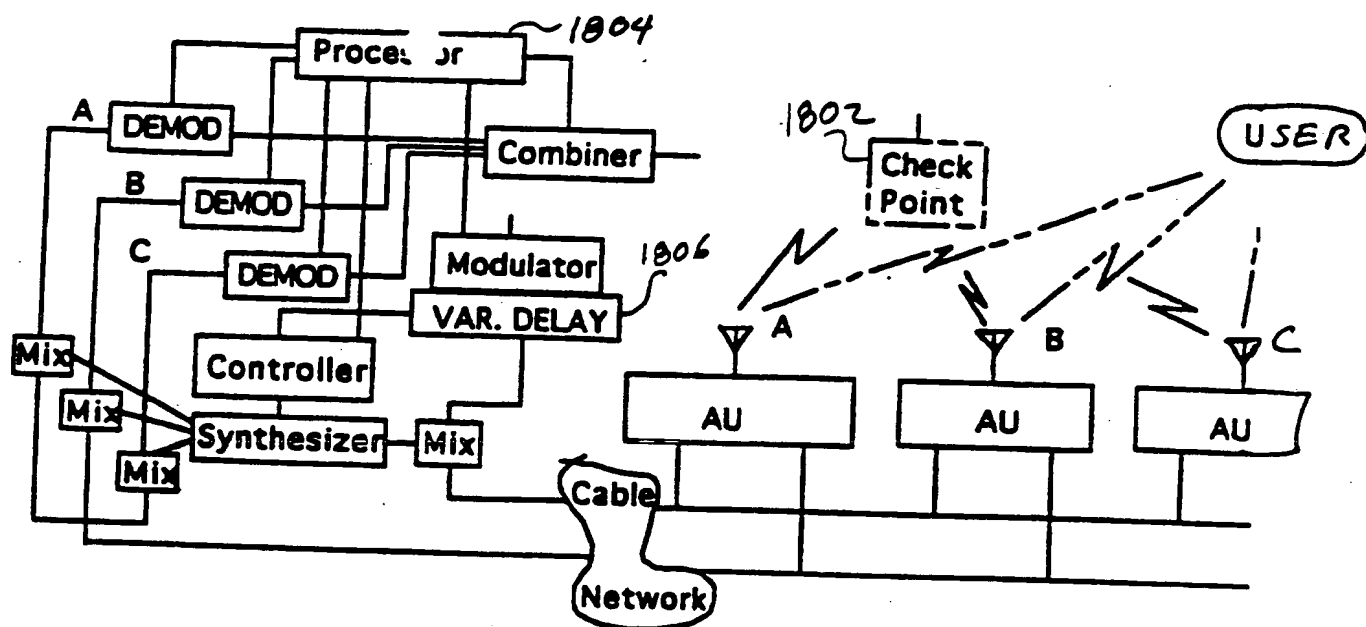 1804
Processor
A
DEMOD
Combiner
1802
Check
Point
USER
B
DEMOD
C
DEMOD
Modulator
1806
VAR. DELAY
A
B
C
Mix
Controller
Mix
Synthesizer
Mix
Mix
AU
AU
AU
Cable
Network